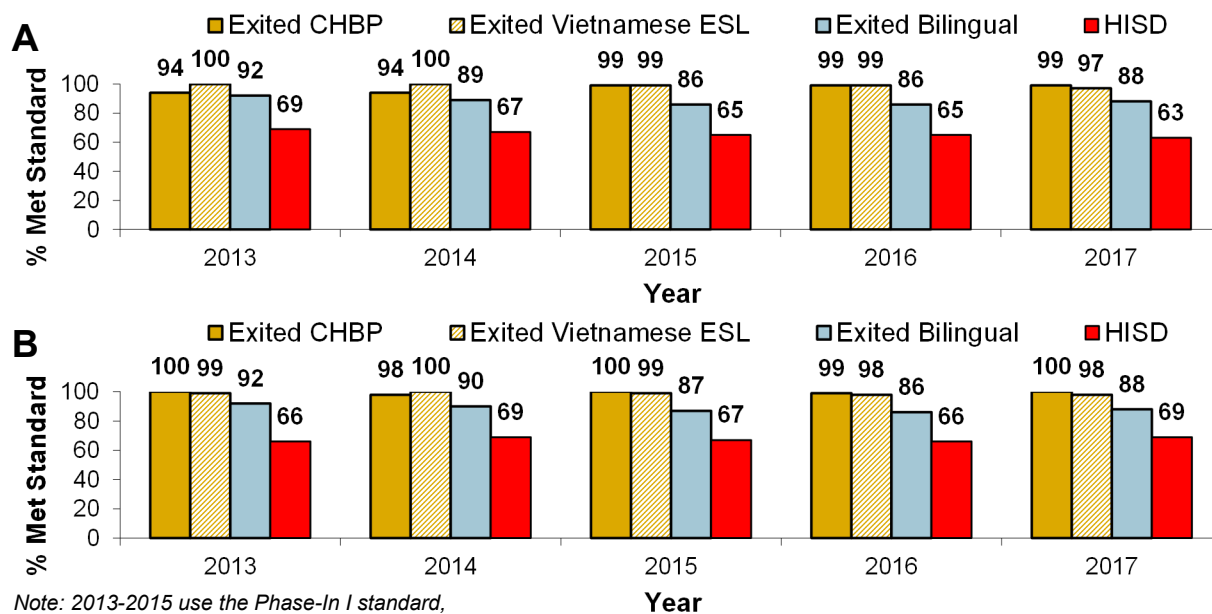 A
Exited CHBP Exited Vietnamese ESL Exited Bilingual HISD
% Met Standard
100
80
60
40
20
0
94 100 92 69
94 100 89 67
99 99 86 65
99 99 86 65
99 97 88 63
2013 2014 2015 2016 2017
Year
B
Exited CHBP Exited Vietnamese ESL Exited Bilingual HISD
% Met Standard
100
80
60
40
20
0
100 99 92 66
98 100 90 69
100 99 87 67
99 98 86 66
100 98 88 69
2013 2014 2015 2016 2017
Year
Note: 2013-2015 use the Phase-In I standard,